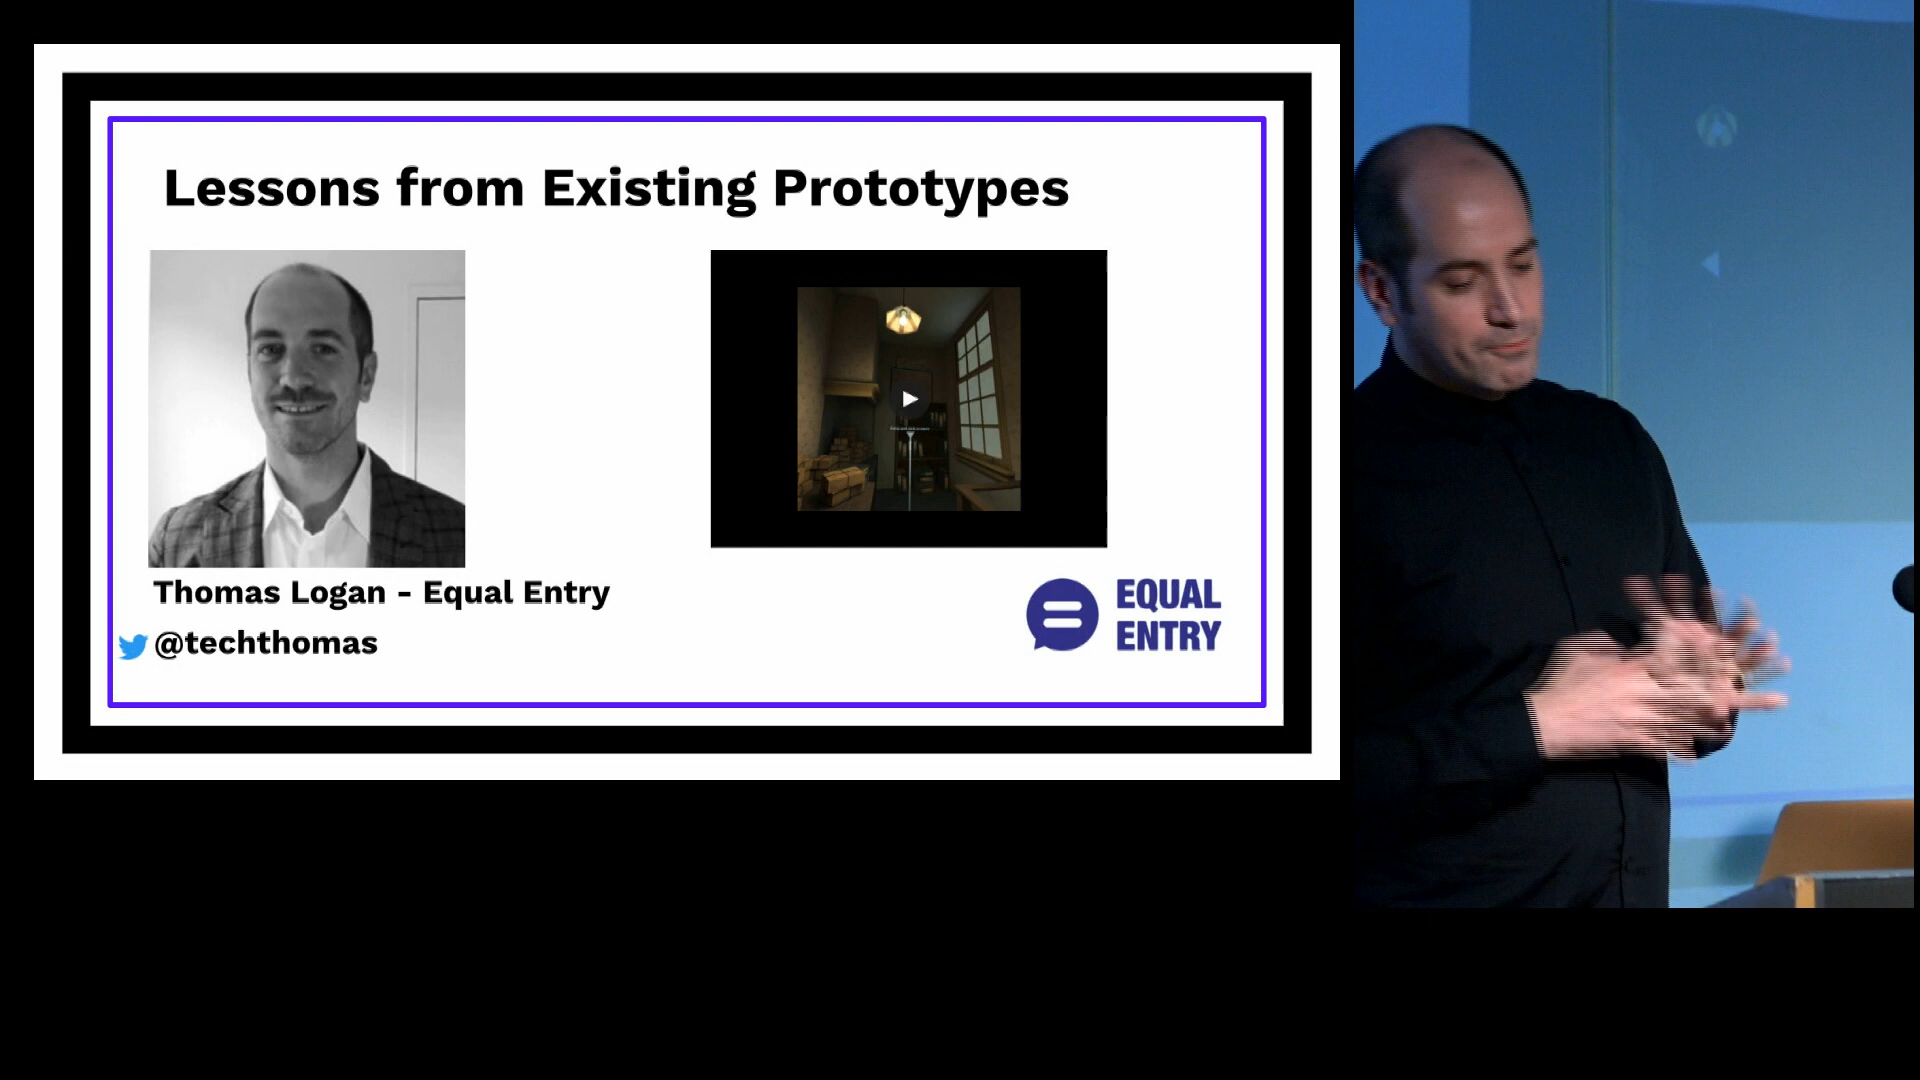 Lessons from Existing Prototypes
Thomas Logan - Equal Entry
@techthomas
EQUAL
ENTRY